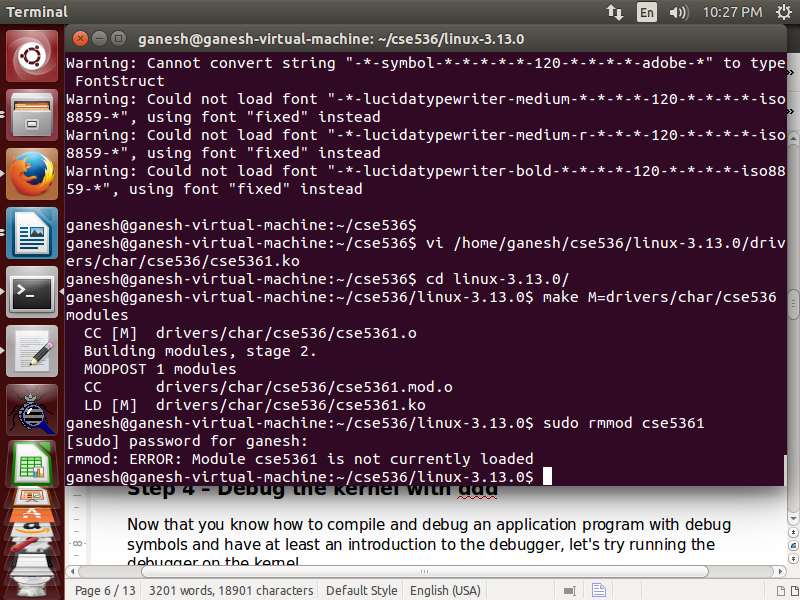 Terminal
En
10:27 PM
ganesh@ganesh-virtual-machine: ~/cse536/linux-3.13.0
Warning: Cannot convert string "-*-symbol-*-*-*-*-*-120-*-*-*-*-adobe-*" to type
 FontStruct
Warning: Could not load font "-*-lucidatypewriter-medium-*-*-*-*-120-*-*-*-*-iso
8859-*", using font "fixed" instead
Warning: Could not load font "-*-lucidatypewriter-medium-r-*-*-*-120-*-*-*-*-iso
8859-*", using font "fixed" instead
Warning: Could not load font "-*-lucidatypewriter-bold-*-*-*-*-120-*-*-*-*-iso88
59-*", using font "fixed" instead
ganesh@ganesh-virtual-machine:~/cse536$
ganesh@ganesh-virtual-machine:~/cse536$ vi /home/ganesh/cse536/linux-3.13.0/driv
ers/char/cse536/cse5361.ko
ganesh@ganesh-virtual-machine:~/cse536$ cd linux-3.13.0/
ganesh@ganesh-virtual-machine:~/cse536/linux-3.13.0$ make M=drivers/char/cse536
modules
  CC [M]  drivers/char/cse536/cse5361.o
  Building modules, stage 2.
  MODPOST 1 modules
  CC      drivers/char/cse536/cse5361.mod.o
  LD [M]  drivers/char/cse536/cse5361.ko
ganesh@ganesh-virtual-machine:~/cse536/linux-3.13.0$ sudo rmmod cse5361
[sudo] password for ganesh:
rmmod: ERROR: Module cse5361 is not currently loaded
ganesh@ganesh-virtual-machine:~/cse536/linux-3.13.0$
Step 4 – Debug the kernel with ddd
Now that you know how to compile and debug an application program with debug
symbols and have at least an introduction to the debugger, let's try running the
debugger on the kernel
Page 6 / 13
3201 words, 18901 characters
Default Style
English (USA)